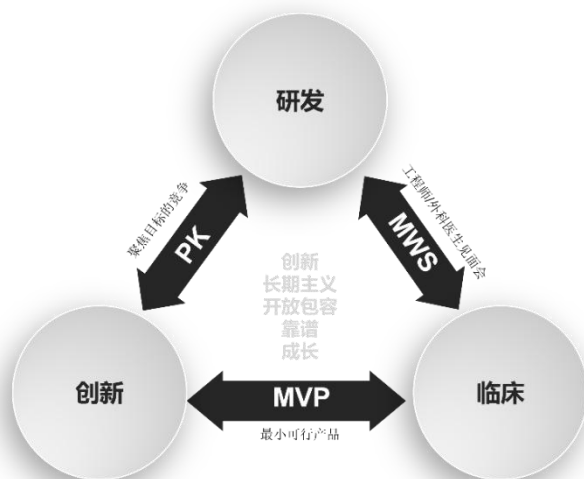 研发
聚焦目标的竞争
PK
工程师/外科医生见面会
MWS
创新
长期主义
开放包容
靠谱
成长
创新
MVP
临床
最小可行产品